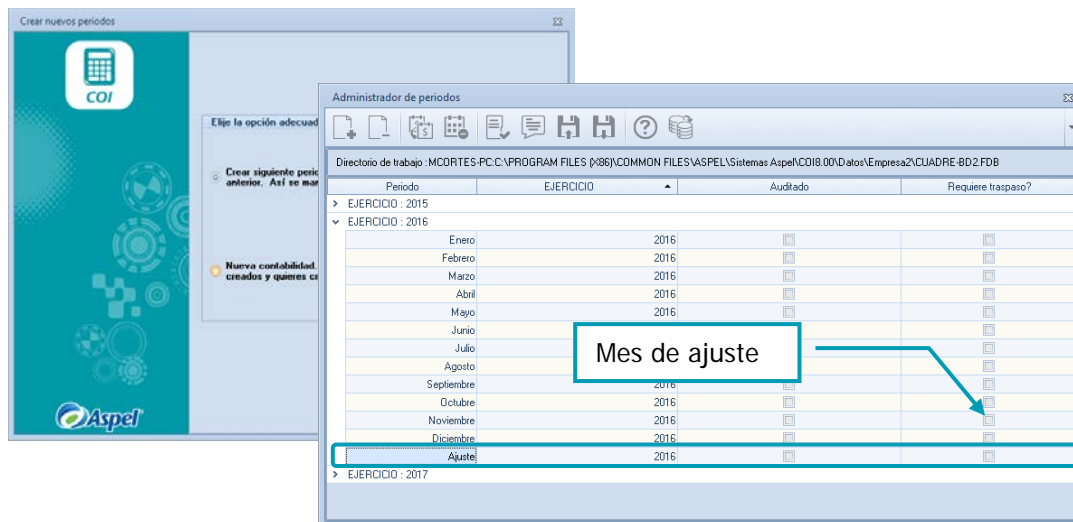 Crear nuevos periodos
COI
Elije la opción adecuad
Crear siguiente peric
anterior. Así se mar
Nueva contabilidad.
creados y quieres cr
Aspel
Administrador de periodos
Directorio de trabajo :MCORTES-PC:C:\PROGRAM FILES (X86)\COMMON FILES\ASPEL\Sistemas Aspel\COI8.00\Datos\Empresa2\CUADRE-BD2.FDB
Periodo EJERCICIO Auditado Requiere traspaso?
EJERCICIO : 2015
EJERCICIO : 2016
Enero 2016
Febrero 2016
Marzo 2016
Abril 2016
Mayo 2016
Junio
Julio
Agosto
Septiembre 2016
Octubre 2016
Noviembre 2016
Diciembre 2016
Ajuste 2016
EJERCICIO : 2017
Mes de ajuste